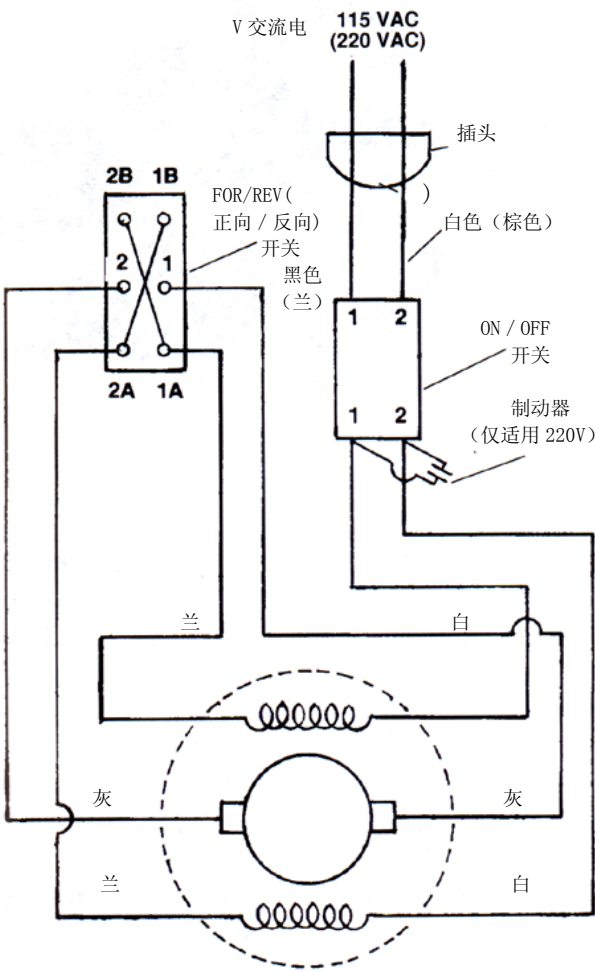 V 交流电 115 VAC
(220 VAC)
插头
2B 1B
FOR/REV( )
正向 / 反向)
开关
白色（棕色）
2 1
黑色
（兰）
1 2
ON / OFF
开关
2A 1A
1 2
制动器
（仅适用 220V）
兰
白
灰
灰
兰
白